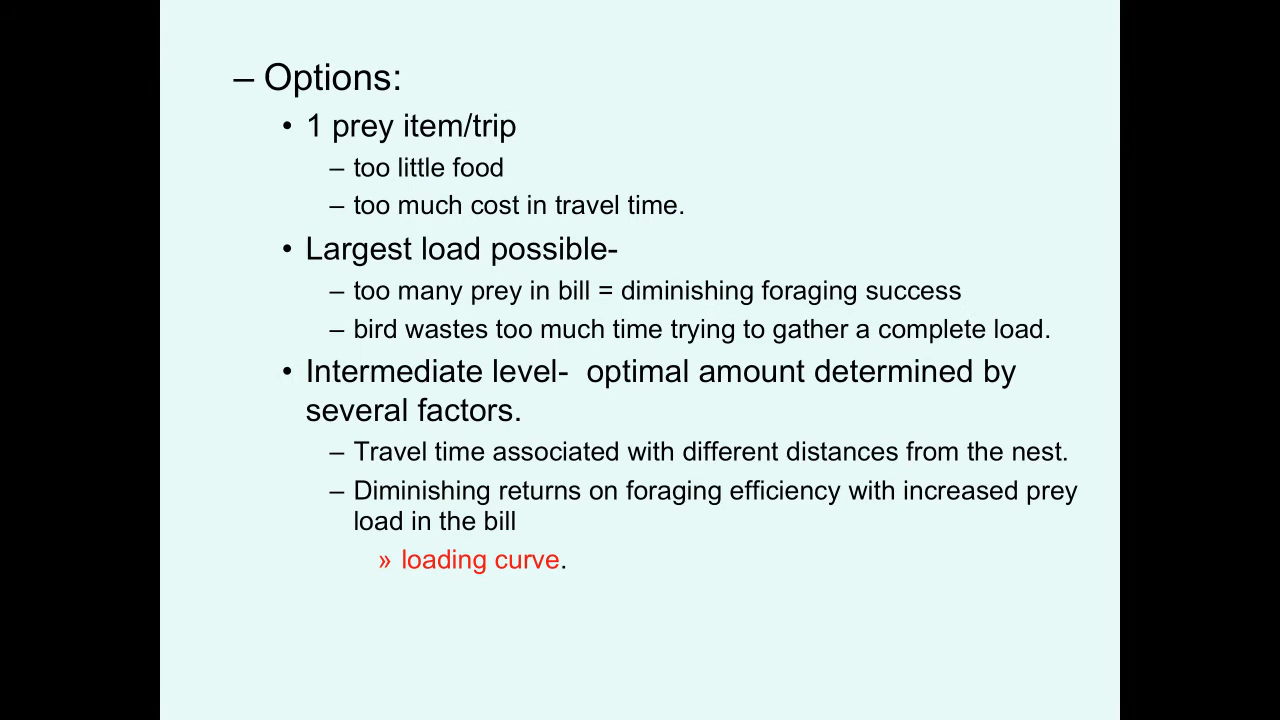 – Options:
• 1 prey item/trip
– too little food
– too much cost in travel time.
• Largest load possible-
– too many prey in bill = diminishing foraging success
– bird wastes too much time trying to gather a complete load.
• Intermediate level-  optimal amount determined by
several factors.
– Travel time associated with different distances from the nest.
– Diminishing returns on foraging efficiency with increased prey
load in the bill
» loading curve.